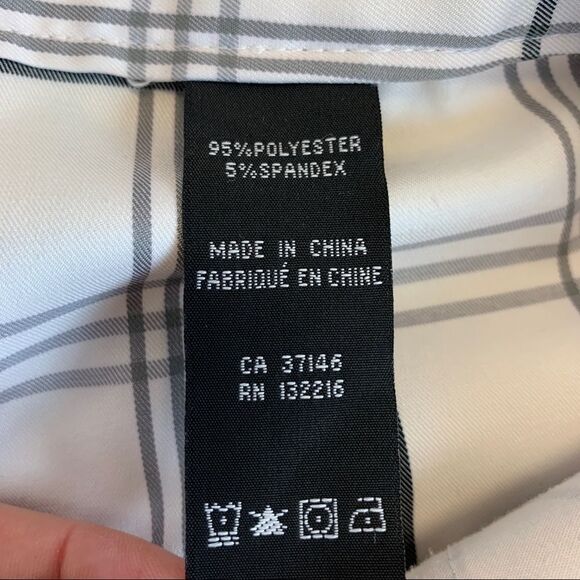 95%POLYESTER
5%SPANDEX
MADE IN CHINA
FABRIQUÉ EN CHINE
CA 37146
RN 132216